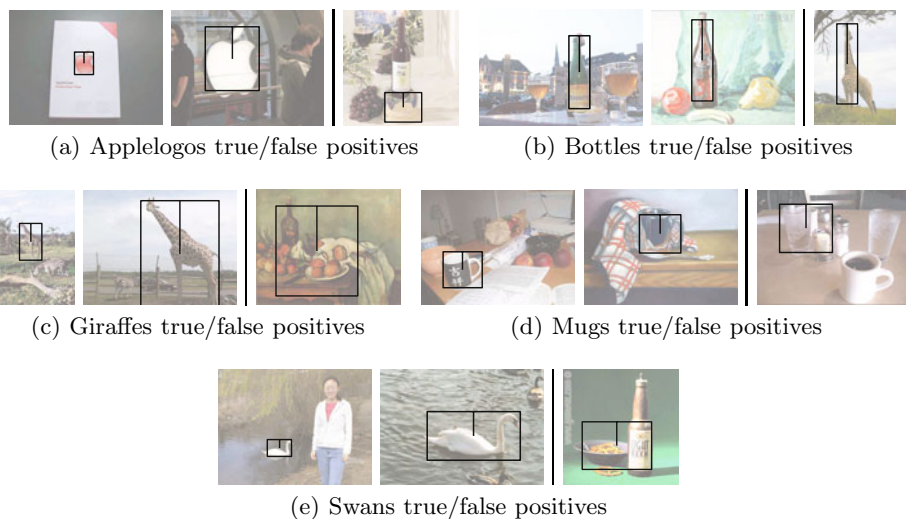 (a) Applelogos true/false positives
(b) Bottles true/false positives
(c) Giraffes true/false positives
(d) Mugs true/false positives
(e) Swans true/false positives